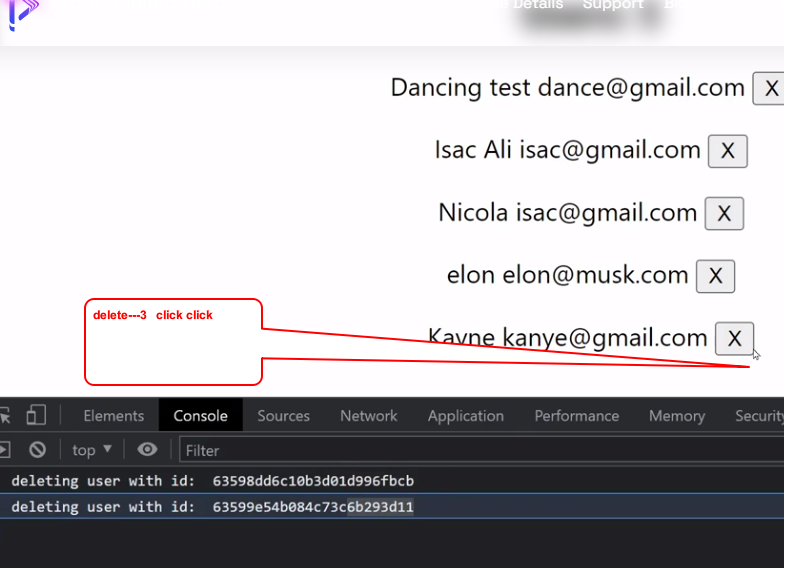 Details Support
Dancing test dance@gmail.com X
Isac Ali isac@gmail.com X
Nicola isac@gmail.com X
elon elon@musk.com X
delete---3 click click
Kayne kanye@gmail.com X
Elements Console Sources Network Application Performance Memory Security
top ▼ Filter
deleting user with id: 63598dd6c10b3d01d996fbcb
deleting user with id: 63599e54b084c73c6b293d11